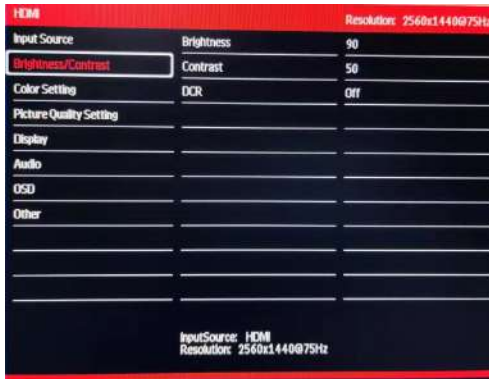 HDMI
Resolution: 2560x1440@75Hz
Input Source
Brightness 90
Brightness/Contrast
Contrast 50
Color Setting
DCR Off
Picture Quality Setting
Display
Audio
OSD
Other
InputSource: HDMI
Resolution: 2560x1440@75Hz